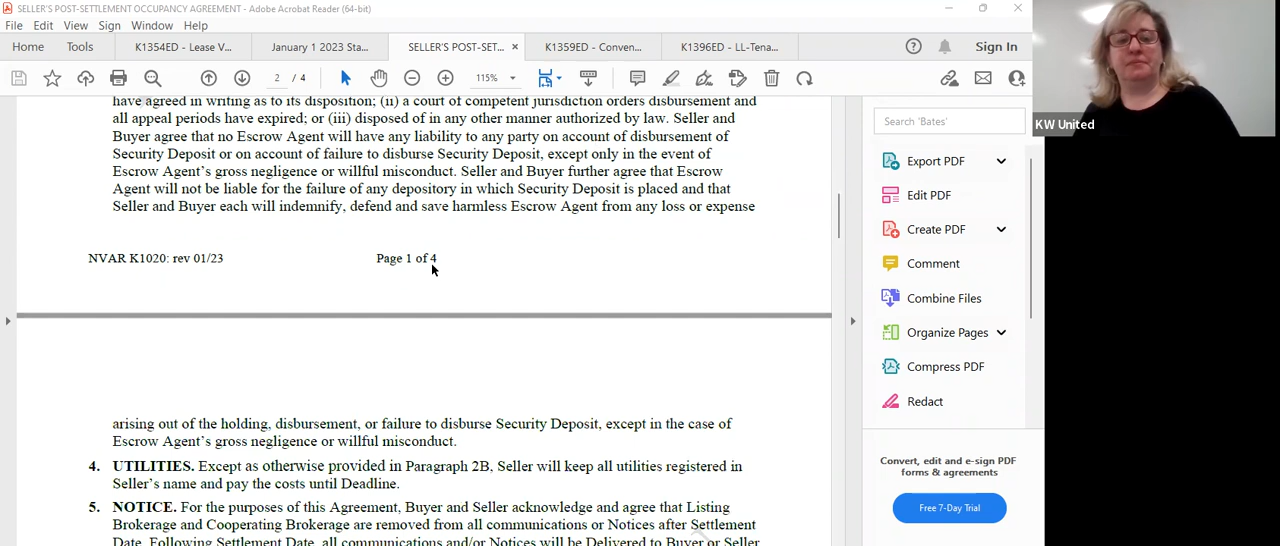 SELLER'S POST-SETTLEMENT OCCUPANCY AGREEMENT - Adobe Acrobat Reader (64-bit)
File Edit View Sign Window Help
Home Tools K1354ED - Lease V... January 1 2023 Sta... SELLER'S POST-SET... × K1359ED - Conven... K1396ED - LL-Tena... Sign In
2 / 4 115%
have agreed in writing as to its disposition; (ii) a court of competent jurisdiction orders disbursement and
all appeal periods have expired; or (iii) disposed of in any other manner authorized by law. Seller and
Buyer agree that no Escrow Agent will have any liability to any party on account of disbursement of
Security Deposit or on account of failure to disburse Security Deposit, except only in the event of
Escrow Agent's gross negligence or willful misconduct. Seller and Buyer further agree that Escrow
Agent will not be liable for the failure of any depository in which Security Deposit is placed and that
Seller and Buyer each will indemnify, defend and save harmless Escrow Agent from any loss or expense
NVAR K1020: rev 01/23 Page 1 of 4
arising out of the holding, disbursement, or failure to disburse Security Deposit, except in the case of
Escrow Agent's gross negligence or willful misconduct.
4. UTILITIES. Except as otherwise provided in Paragraph 2B, Seller will keep all utilities registered in
Seller's name and pay the costs until Deadline.
5. NOTICE. For the purposes of this Agreement, Buyer and Seller acknowledge and agree that Listing
Brokerage and Cooperating Brokerage are removed from all communications or Notices after Settlement
Date. Following Settlement Date, all communications and/or Notices will be Delivered to Buyer or Seller
Search 'Bates'
Export PDF
Edit PDF
Create PDF
Comment
Combine Files
Organize Pages
Compress PDF
Redact
Convert, edit and e-sign PDF
forms & agreements
Free 7-Day Trial
KW United